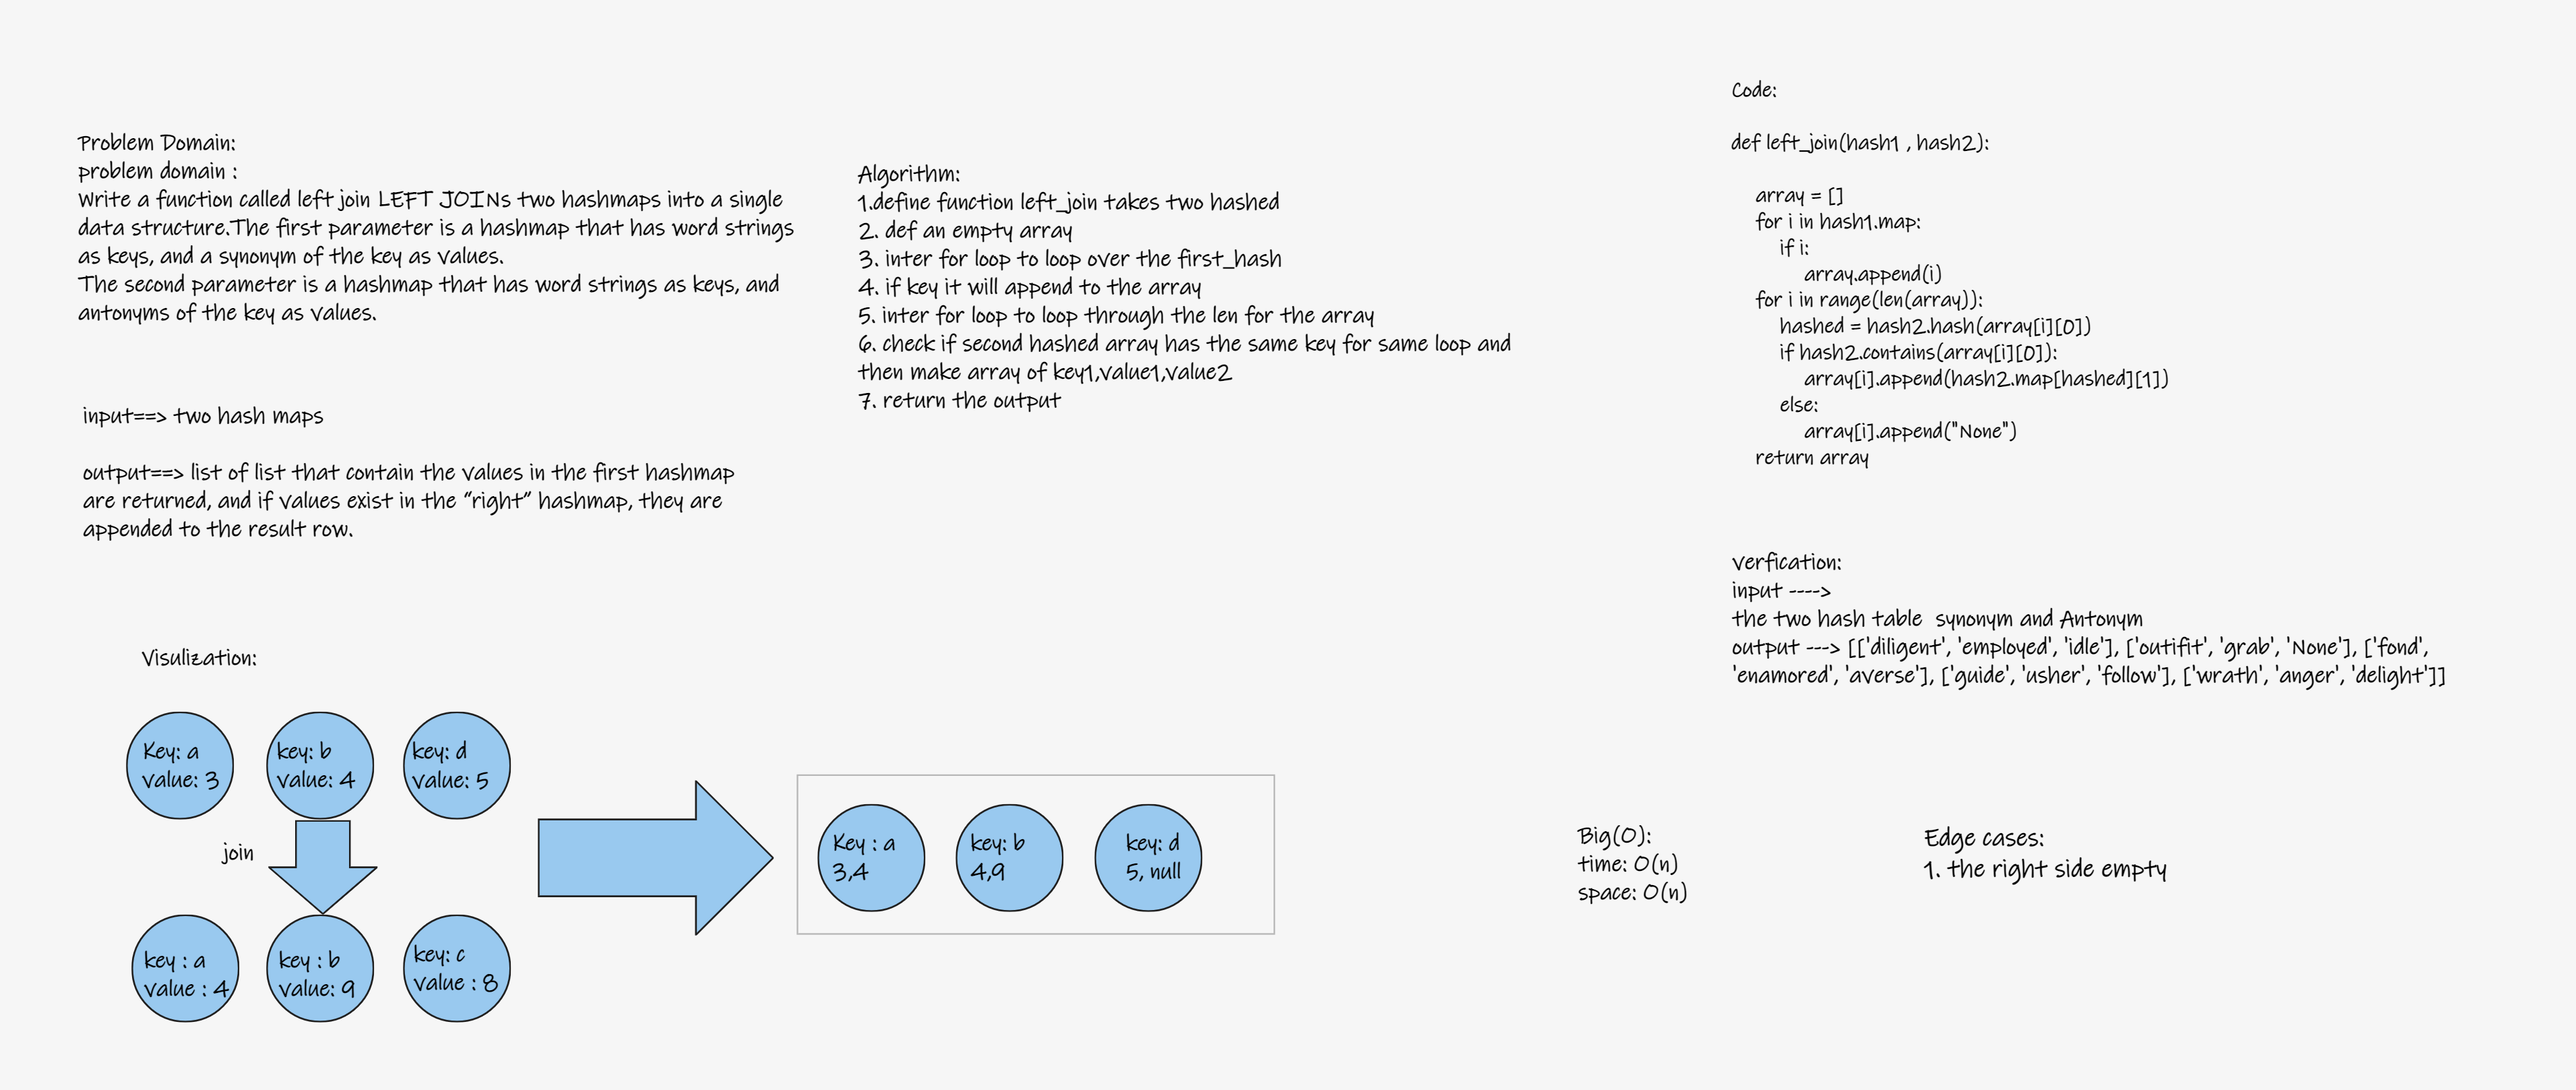 Problem Domain:
problem domain :
Write a function called left join LEFT JOINs two hashmaps into a single
data structure.The first parameter is a hashmap that has word strings
as keys, and a synonym of the key as values.
The second parameter is a hashmap that has word strings as keys, and
antonyms of the key as values.
input==> two hash maps
output==> list of list that contain the values in the first hashmap
are returned, and if values exist in the “right” hashmap, they are
appended to the result row.
Algorithm:
1.define function left_join takes two hashed
2. def an empty array
3. inter for loop to loop over the first_hash
4. if key it will append to the array
5. inter for loop to loop through the len for the array
6. check if second hashed array has the same key for same loop and
then make array of key1,value1,value2
7. return the output
Code:
def left_join(hash1 , hash2):
array = []
for i in hash1.map:
if i:
array.append(i)
for i in range(len(array)):
hashed = hash2.hash(array[i][0])
if hash2.contains(array[i][0]):
array[i].append(hash2.map[hashed][1])
else:
array[i].append("None")
return array
verfication:
input ---->
the two hash table  synonym and Antonym
output ---> [['diligent', 'employed', 'idle'], ['outifit', 'grab', 'None'], ['fond',
'enamored', 'averse'], ['guide', 'usher', 'follow'], ['wrath', 'anger', 'delight']]
Visulization:
Key: a
value: 3
key: b
value: 4
key: d
value: 5
join
key : a
value : 4
key : b
value: 9
key: c
value : 8
Key : a
3,4
key: b
4,9
key: d
5, null
Big(O):
time: O(n)
space: O(n)
Edge cases:
1. the right side empty